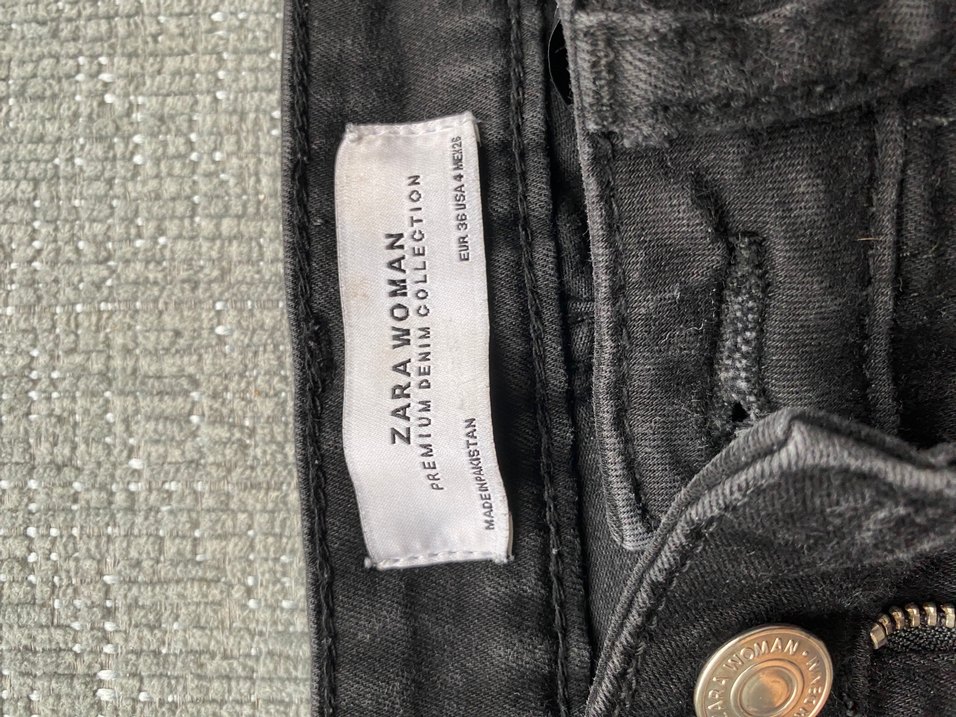 ZARA WOMAN
PREMIUM DENIM COLLECTION
MADE IN PAKISTAN
EUR 36 USA 4 MEX 26
ZARA WOMAN